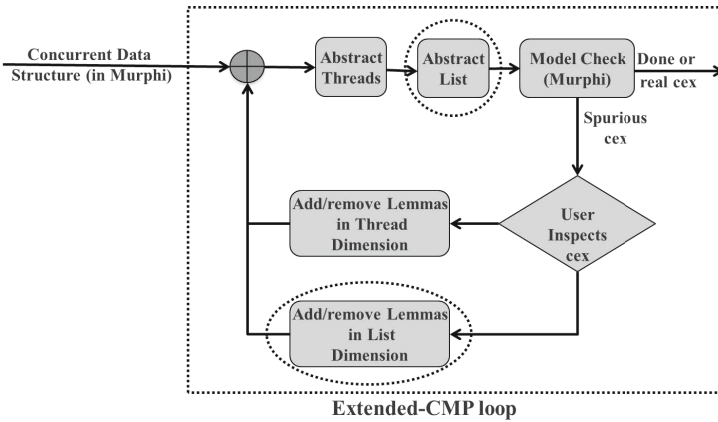 Concurrent Data
Structure (in Murphi)
Abstract
Threads
Abstract
List
Model Check
(Murphi)
Done or
real cex
Spurious
cex
User
Inspects
cex
Add/remove Lemmas
in Thread
Dimension
Add/remove Lemmas
in List
Dimension
Extended-CMP loop